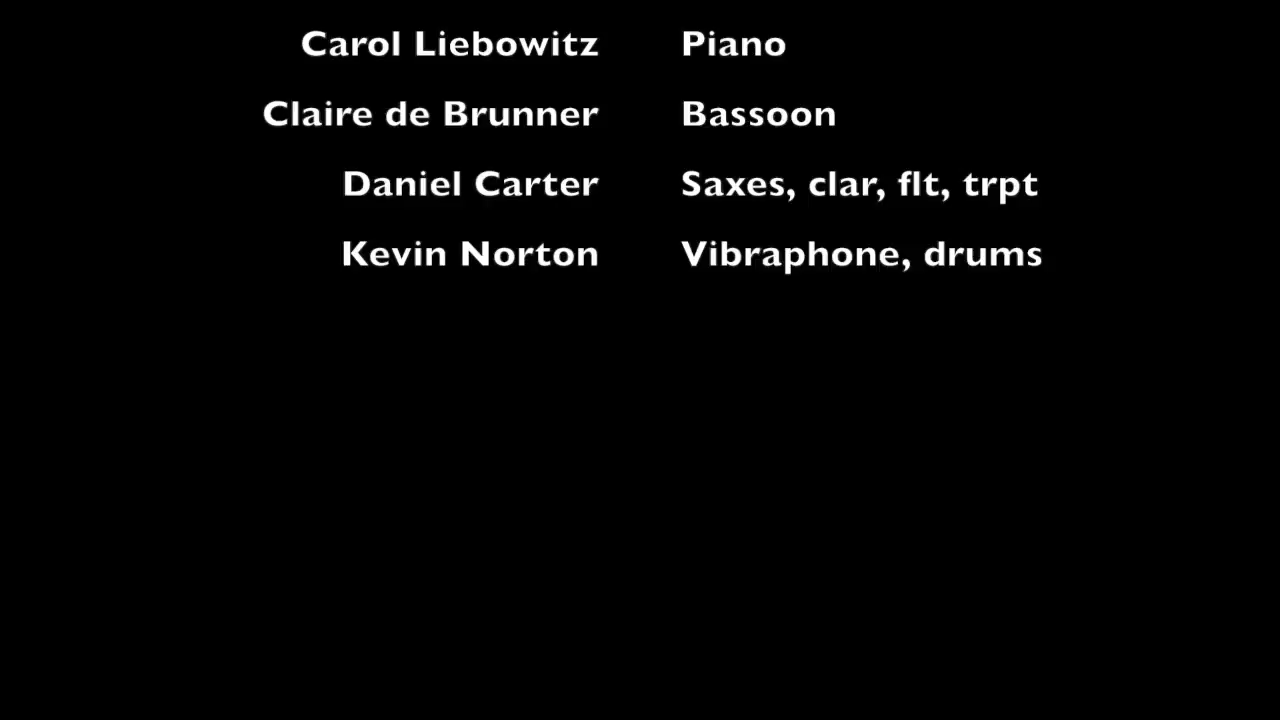 Carol Liebowitz Piano
Claire de Brunner Bassoon
Daniel Carter Saxes, clar, flt, trpt
Kevin Norton Vibraphone, drums